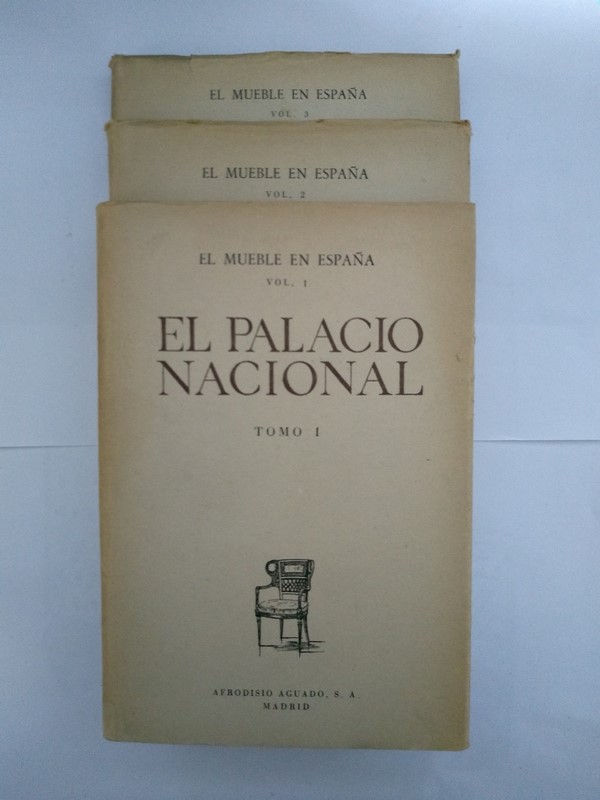 EL MUEBLE EN ESPAÑA
VOL. 3
EL MUEBLE EN ESPAÑA
VOL. 2
EL MUEBLE EN ESPAÑA
VOL. 1
EL PALACIO
NACIONAL
TOMO I
AFRODISIO AGUADO, S. A.
MADRID